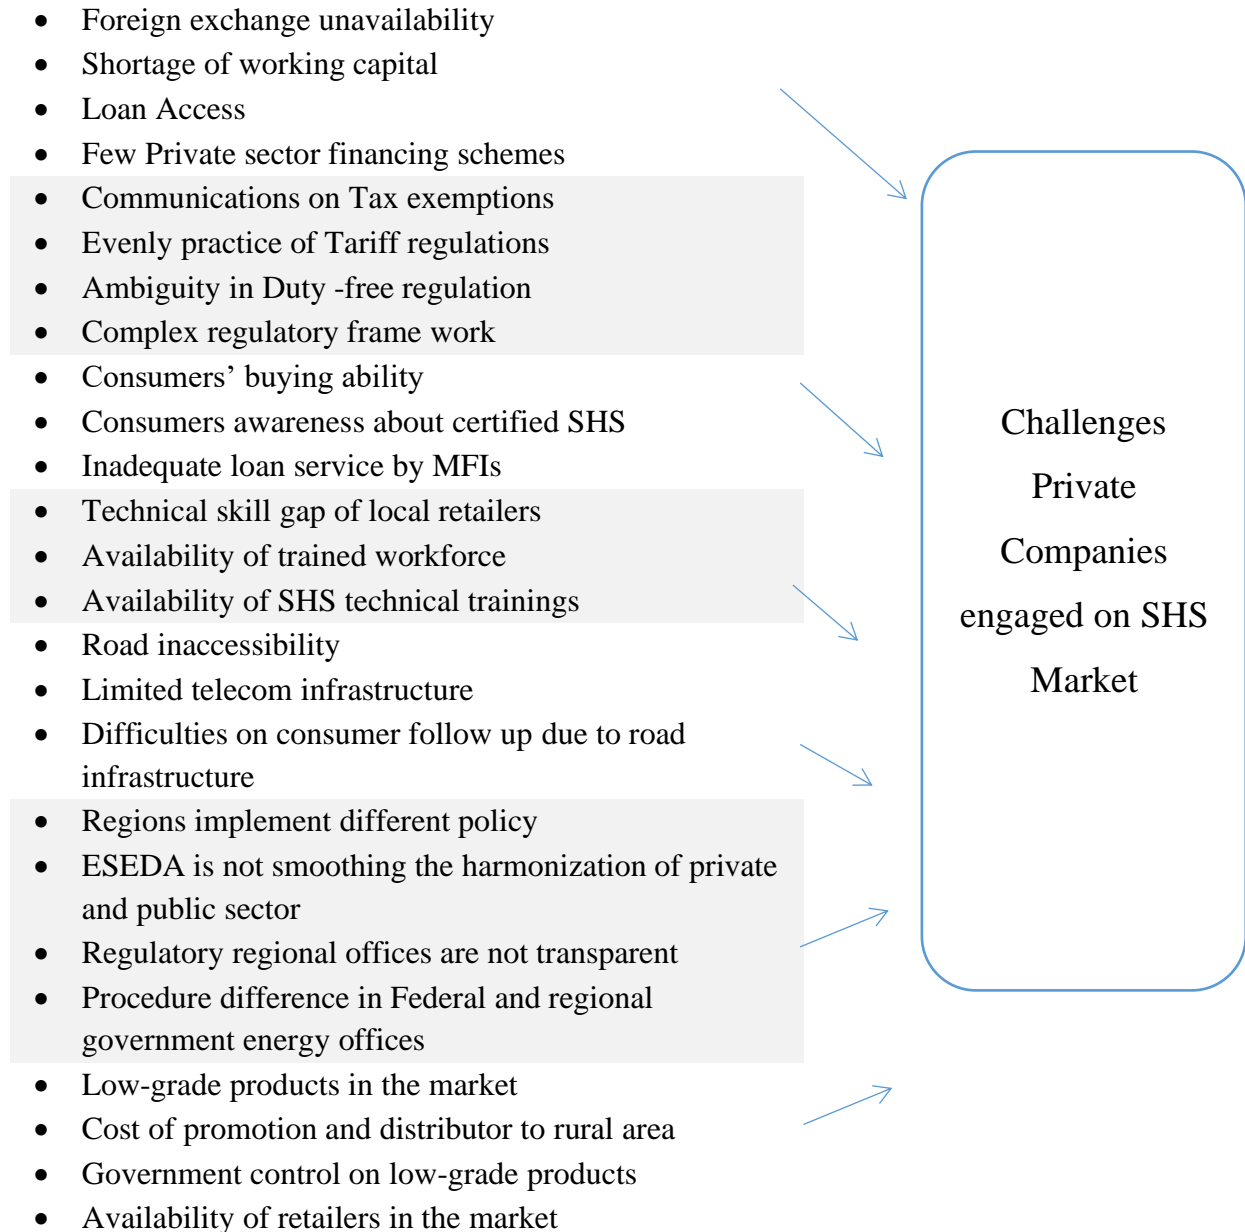 • Foreign exchange unavailability
• Shortage of working capital
• Loan Access
• Few Private sector financing schemes
• Communications on Tax exemptions
• Evenly practice of Tariff regulations
• Ambiguity in Duty -free regulation
• Complex regulatory frame work
• Consumers’ buying ability
• Consumers awareness about certified SHS
• Inadequate loan service by MFIs
• Technical skill gap of local retailers
• Availability of trained workforce
• Availability of SHS technical trainings
• Road inaccessibility
• Limited telecom infrastructure
• Difficulties on consumer follow up due to road
infrastructure
• Regions implement different policy
• ESEDA is not smoothing the harmonization of private
and public sector
• Regulatory regional offices are not transparent
• Procedure difference in Federal and regional
government energy offices
• Low-grade products in the market
• Cost of promotion and distributor to rural area
• Government control on low-grade products
• Availability of retailers in the market
Challenges
Private
Companies
engaged on SHS
Market